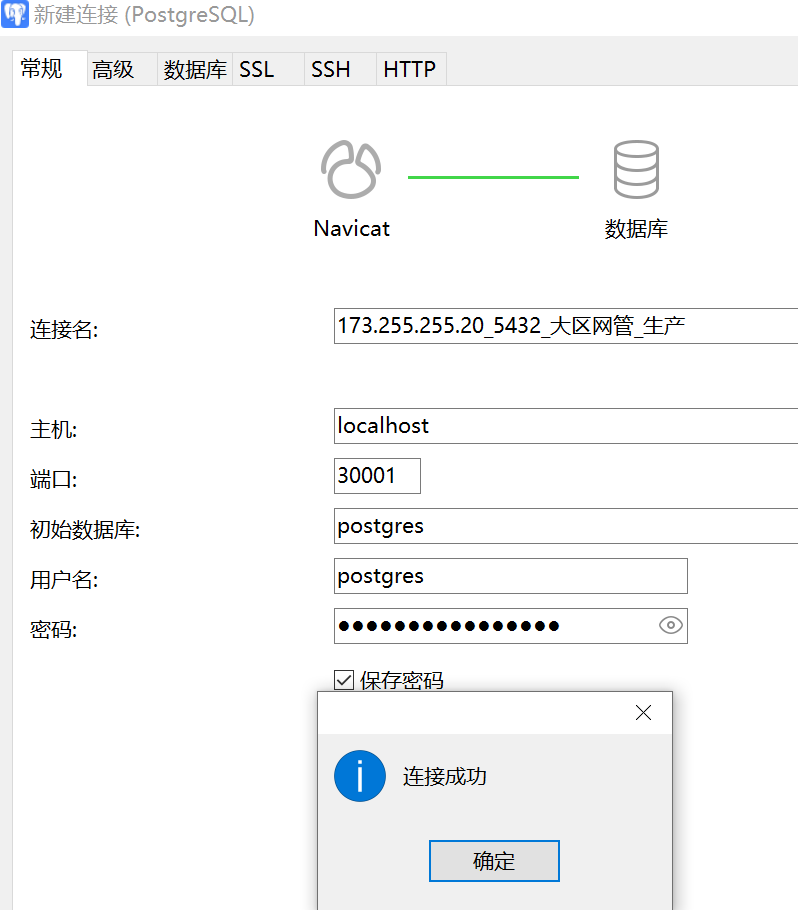 新建连接 (PostgreSQL)
常规 高级 数据库 SSL SSH HTTP
Navicat 数据库
连接名: 173.255.255.20_5432_大区网管_生产
主机: localhost
端口: 30001
初始数据库: postgres
用户名: postgres
密码: ●●●●●●●●●●●●●●●●
保存密码
连接成功
确定